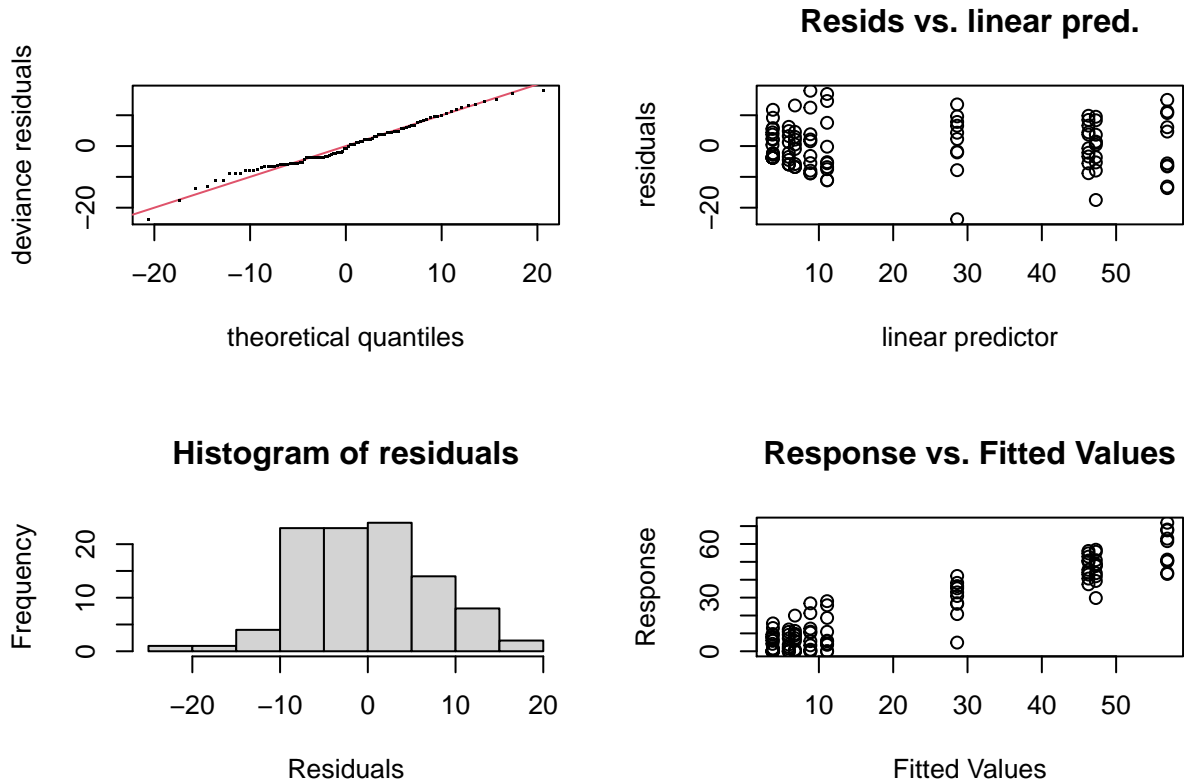 deviance residuals
−20 0
−20 −10 0 10 20
theoretical quantiles
Resids vs. linear pred.
residuals
−20 0
10 20 30 40 50
linear predictor
Histogram of residuals
Frequency
0 10 20
−20 −10 0 10 20
Residuals
Response vs. Fitted Values
Response
0 30 60
10 20 30 40 50
Fitted Values